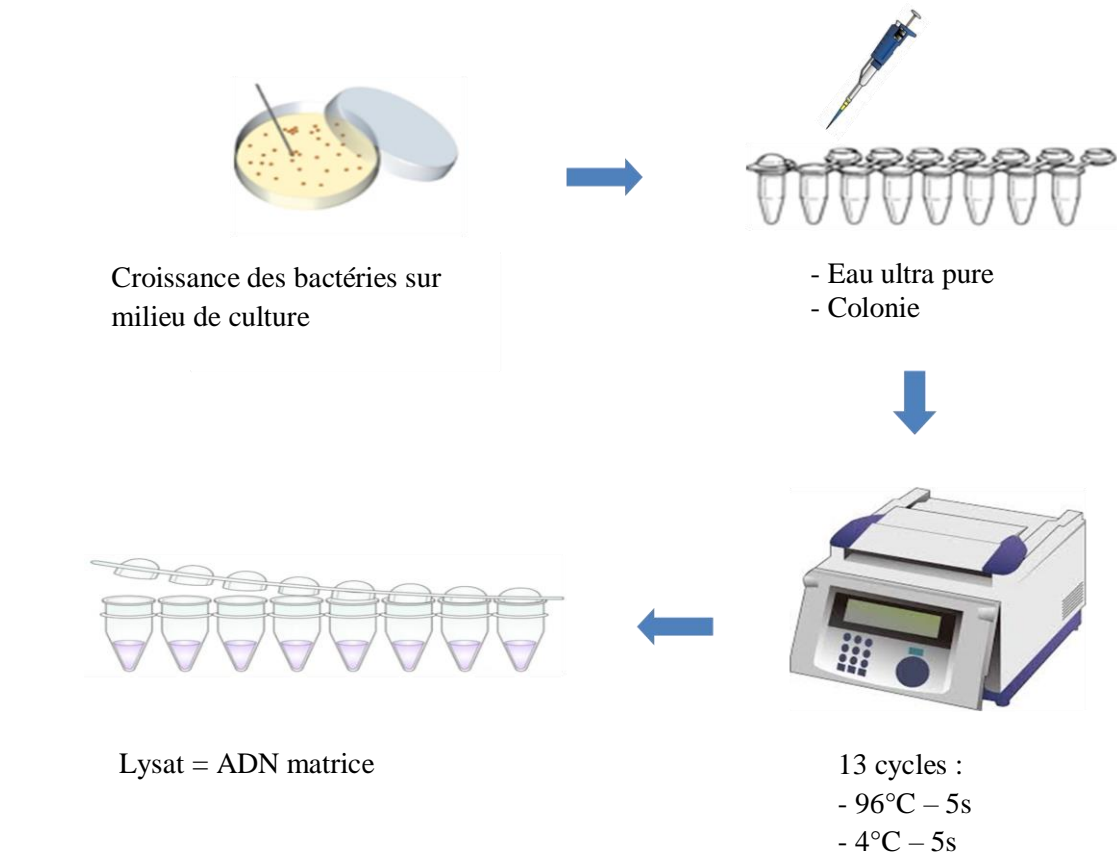 Croissance des bactéries sur
milieu de culture
- Eau ultra pure
- Colonie
13 cycles :
- 96°C – 5s
- 4°C – 5s
Lysat = ADN matrice